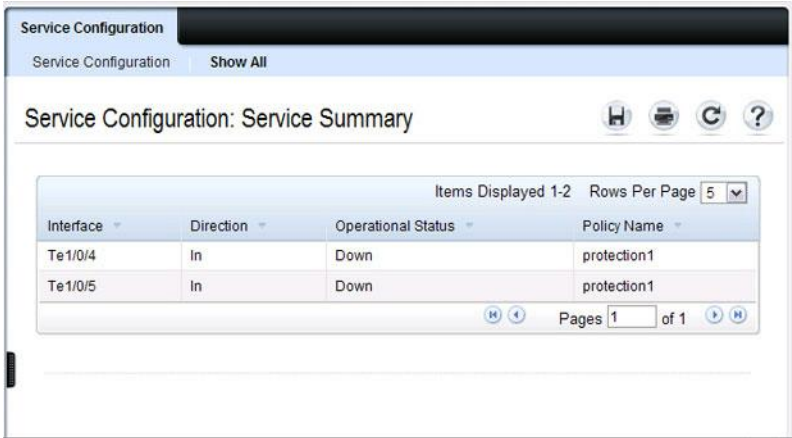 Service Configuration
Service Configuration Show All
Service Configuration: Service Summary
Items Displayed 1-2 Rows Per Page 5
Interface Direction Operational Status Policy Name
Te1/0/4 In Down protection1
Te1/0/5 In Down protection1
Pages 1 of 1